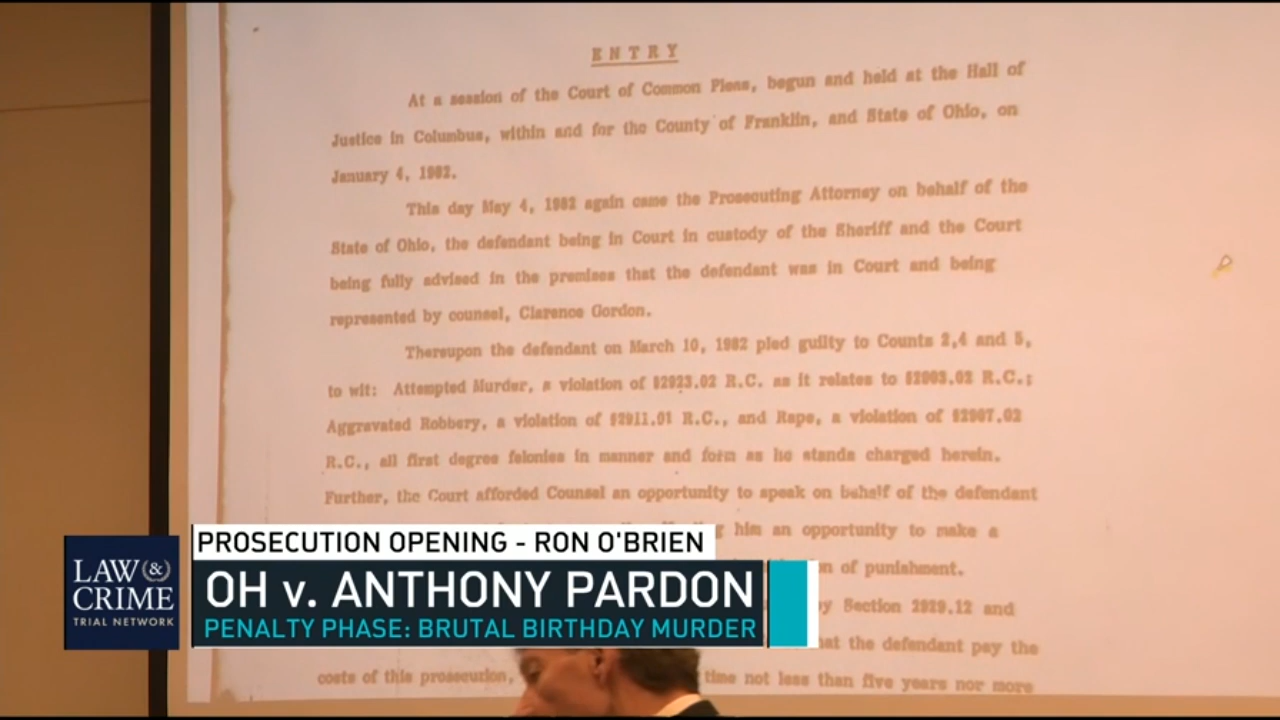 ENTRY
At a session of the Court of Common Pleas, begun and held at the Hall of
Justice in Columbus, within and for the County of Franklin, and State of Ohio, on
January 4, 1982.
This day May 4, 1982 again came the Prosecuting Attorney on behalf of the
State of Ohio, the defendant being in Court in custody of the Sheriff and the Court
being fully advised in the premises that the defendant was in Court and being
represented by counsel, Clarence Gordon.
Thereupon the defendant on March 10, 1982 pled guilty to Counts 2,4 and 5,
to wit: Attempted Murder, a violation of §2923.02 R.C. as it relates to §2903.02 R.C.;
Aggravated Robbery, a violation of §2911.01 R.C., and Rape, a violation of §2907.02
R.C., all first degree felonies in manner and form as he stands charged herein.
Further, the Court afforded Counsel an opportunity to speak on behalf of the defendant
him an opportunity to make a
of punishment.
by Section 2929.12 and
the defendant pay the
costs of this prosecution, time not less than five years nor more
PROSECUTION OPENING - RON O'BRIEN
LAW & CRIME
TRIAL NETWORK
OH v. ANTHONY PARDON
PENALTY PHASE: BRUTAL BIRTHDAY MURDER